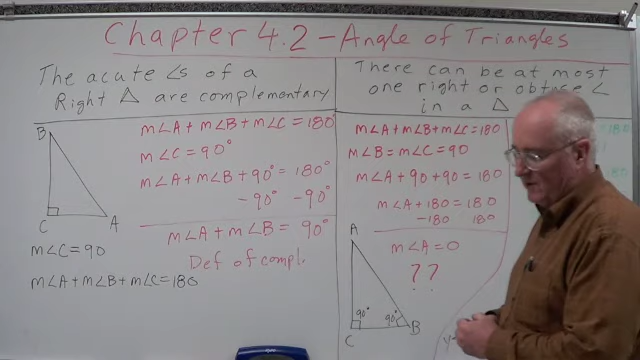 Chapter 4.2 - Angle of Triangles
The acute ∠s of a
Right △ are complementary
B
C
A
m∠C = 90
m∠A + m∠B + m∠C = 180
m∠A + m∠B + m∠C = 180°
m∠C = 90°
m∠A + m∠B + 90° = 180°
-90° -90°
m∠A + m∠B = 90°
Def of compl.
There can be at most
one right or obtuse ∠
in a △
m∠A + m∠B + m∠C = 180
m∠B = m∠C = 90
m∠A + 90 + 90 = 180
m∠A + 180 = 180
-180 180
m∠A = 0
??
A
90° 90°
C
B
180
180